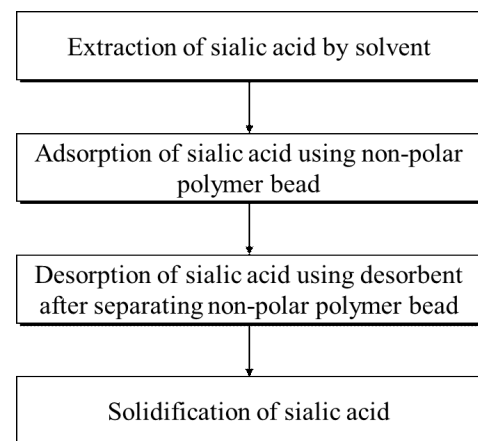 Extraction of sialic acid by solvent
Adsorption of sialic acid using non-polar
polymer bead
Desorption of sialic acid using desorbent
after separating non-polar polymer bead
Solidification of sialic acid